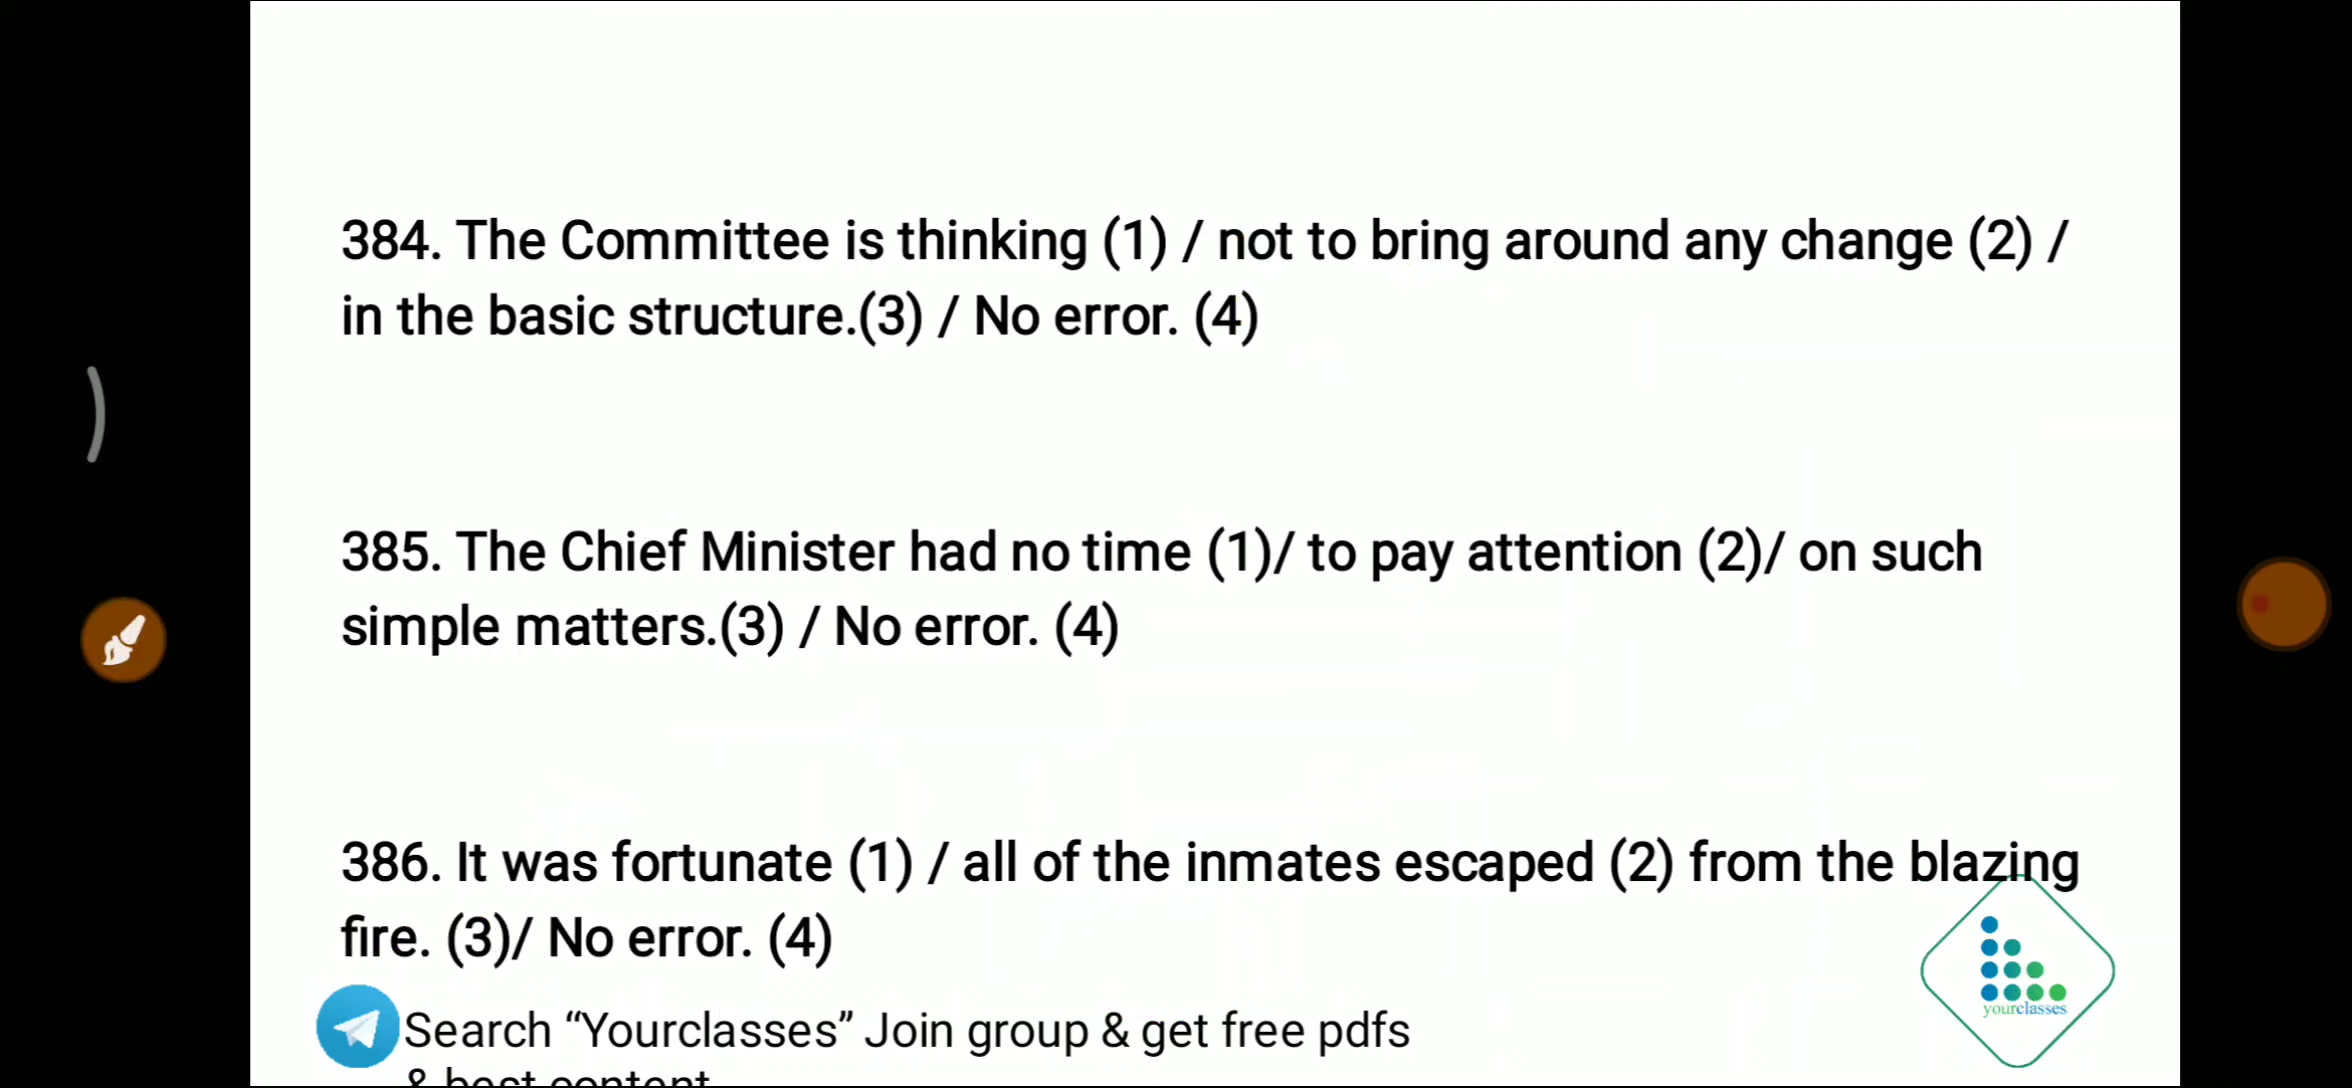 384. The Committee is thinking (1) / not to bring around any change (2) /
in the basic structure.(3) / No error. (4)
385. The Chief Minister had no time (1)/ to pay attention (2)/ on such
simple matters.(3) / No error. (4)
386. It was fortunate (1) / all of the inmates escaped (2) from the blazing
fire. (3)/ No error. (4)
yourclasses
Search “Yourclasses” Join group & get free pdfs
& best content